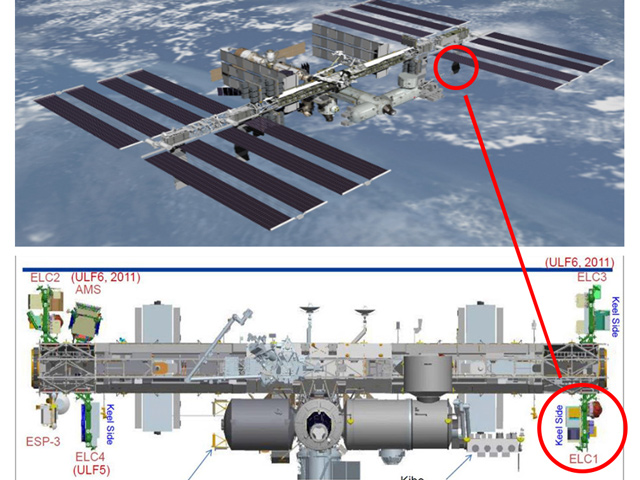 (ULF6, 2011)
ELC2 (ULF6, 2011)
AMS
ELC3
Keel Side
ESP-3
Keel Side
ELC4
(ULF5)
Keel Side
ELC1
Kibo